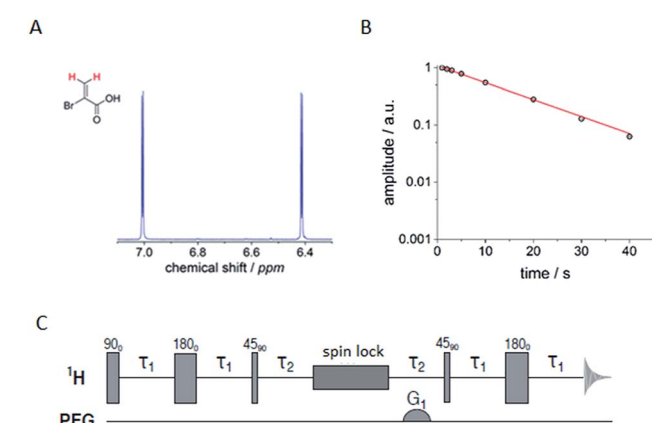 A
B
H H
Br
OH
O
7.0 6.8 6.6 6.4
chemical shift / ppm
1
0.1
0.01
0.001
amplitude / a.u.
0 10 20 30 40
time / s
C
90₀ 180₀ 45₉₀ spin lock 45₉₀ 180₀
τ₁ τ₁ τ₂ τ₂ τ₁ τ₁
¹H
G₁
PFG